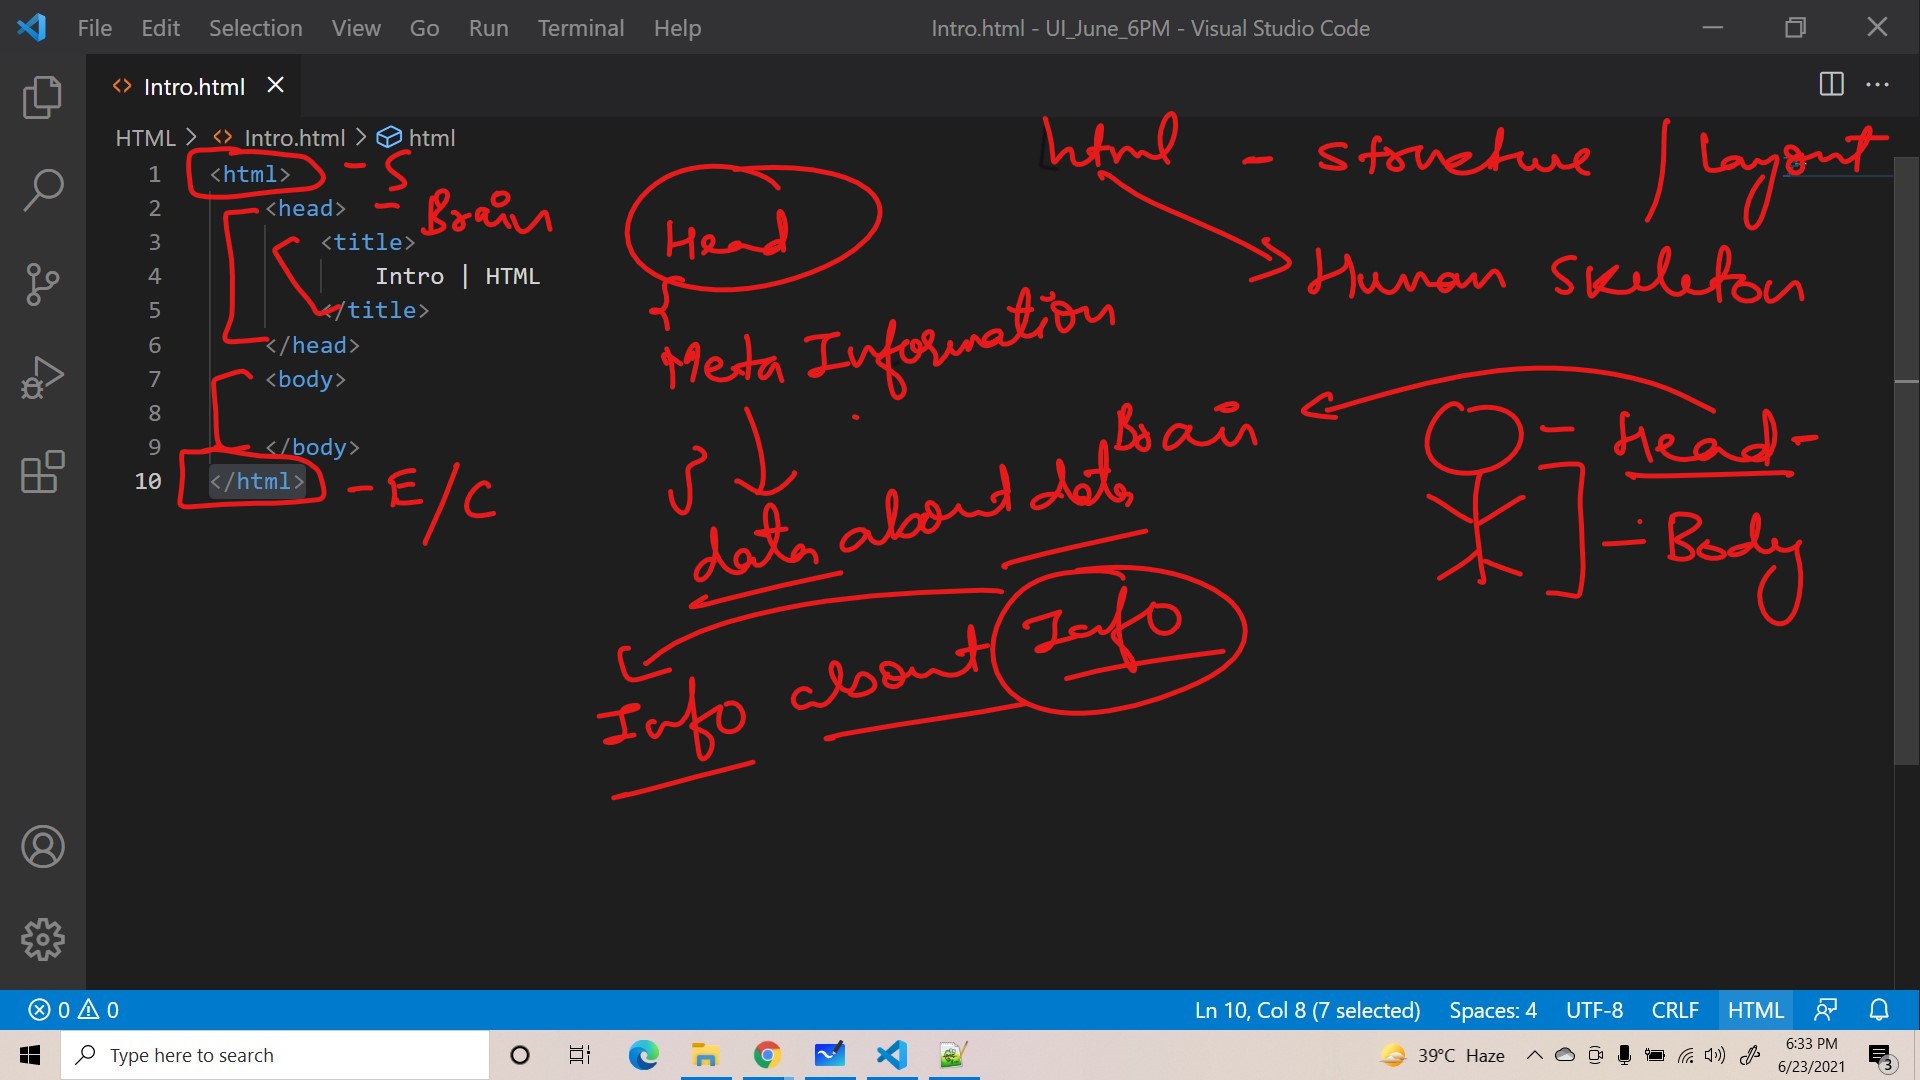 File Edit Selection View Go Run Terminal Help
Intro.html - UI_June_6PM - Visual Studio Code
Intro.html
HTML > Intro.html > html
1 <html>
2 <head>
3 <title>
4 Intro | HTML
5 </title>
6 </head>
7 <body>
8
9 </body>
10 </html>
- S
- Brain
- E/C
html - structure / layout
Human Skeleton
Head
Meta Information
data about data
Info about Info
Brain
- Head -
- Body
0 0
Ln 10, Col 8 (7 selected) Spaces: 4 UTF-8 CRLF HTML
Type here to search
39°C Haze
6:33 PM
6/23/2021
3